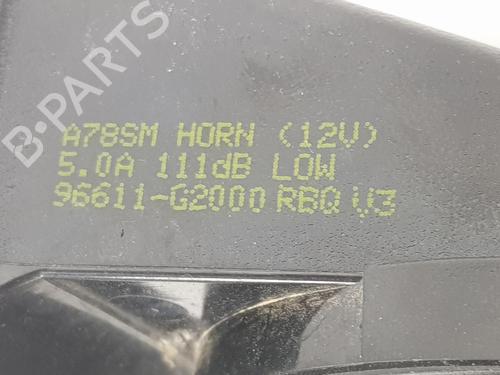 A78SM HORN (12V)
5.0A 111dB LOW
96611-G2000 RBQ V3
B-PARTS